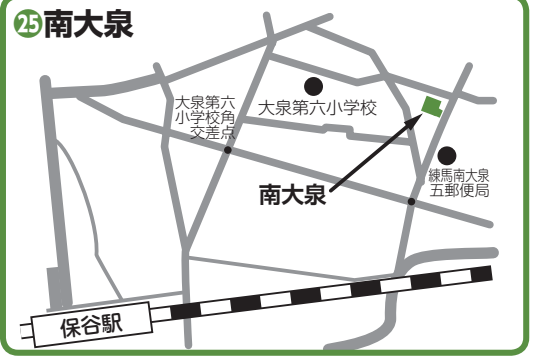 ㉕南大泉
大泉第六
小学校角
交差点
大泉第六小学校
練馬南大泉
五郵便局
南大泉
保谷駅